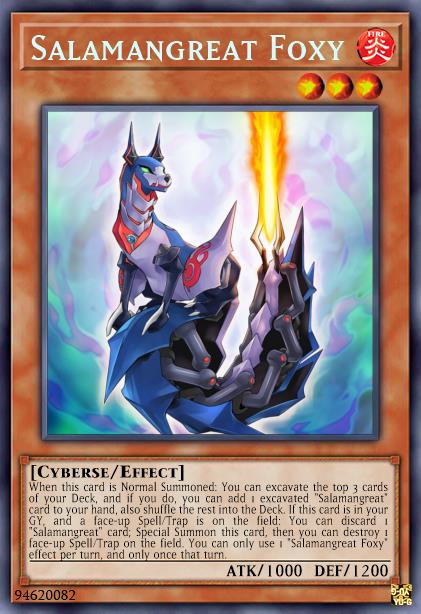 SALAMANGREAT FOXY
FIRE
炎
[CYBERSE/EFFECT]
When this card is Normal Summoned: You can excavate the top 3 cards
of your Deck, and if you do, you can add 1 excavated "Salamangreat"
card to your hand, also shuffle the rest into the Deck. If this card is in your
GY, and a face-up Spell/Trap is on the field: You can discard 1
"Salamangreat" card; Special Summon this card, then you can destroy 1
face-up Spell/Trap on the field. You can only use 1 "Salamangreat Foxy"
effect per turn, and only once that turn.
ATK/1000 DEF/1200
94620082